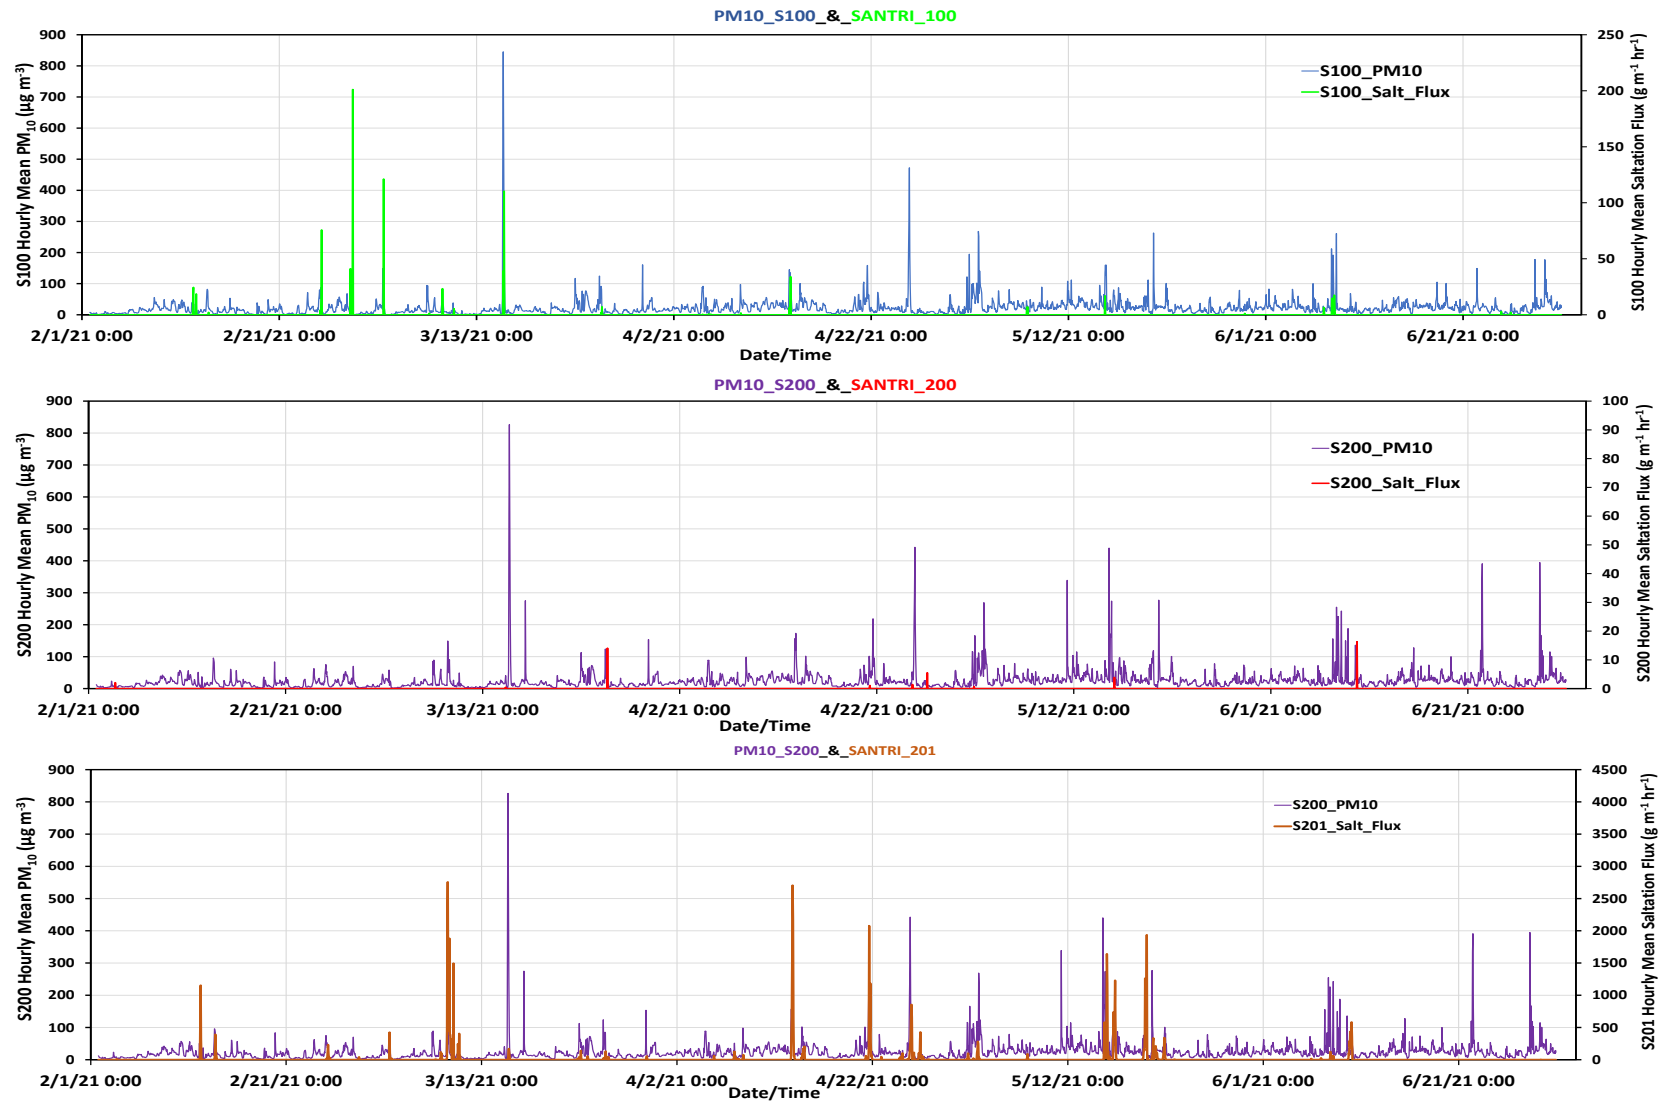 PM10_S100_&_SANTRI_100
S100 Hourly Mean PM10 (µg m-3)
900
800
700
600
500
400
300
200
100
0
250
200
150
100
50
0
S100 Hourly Mean Saltation Flux (g m-1 hr-1)
S100_PM10
S100_Salt_Flux
2/1/21 0:00 2/21/21 0:00 3/13/21 0:00 4/2/21 0:00 4/22/21 0:00 5/12/21 0:00 6/1/21 0:00 6/21/21 0:00
Date/Time
PM10_S200_&_SANTRI_200
S200 Hourly Mean PM10 (µg m-3)
900
800
700
600
500
400
300
200
100
0
100
90
80
70
60
50
40
30
20
10
0
S200 Hourly Mean Saltation Flux (g m-1 hr-1)
S200_PM10
S200_Salt_Flux
2/1/21 0:00 2/21/21 0:00 3/13/21 0:00 4/2/21 0:00 4/22/21 0:00 5/12/21 0:00 6/1/21 0:00 6/21/21 0:00
Date/Time
PM10_S200_&_SANTRI_201
S200 Hourly Mean PM10 (µg m-3)
900
800
700
600
500
400
300
200
100
0
4500
4000
3500
3000
2500
2000
1500
1000
500
0
S201 Hourly Mean Saltation Flux (g m-1 hr-1)
S200_PM10
S201_Salt_Flux
2/1/21 0:00 2/21/21 0:00 3/13/21 0:00 4/2/21 0:00 4/22/21 0:00 5/12/21 0:00 6/1/21 0:00 6/21/21 0:00
Date/Time